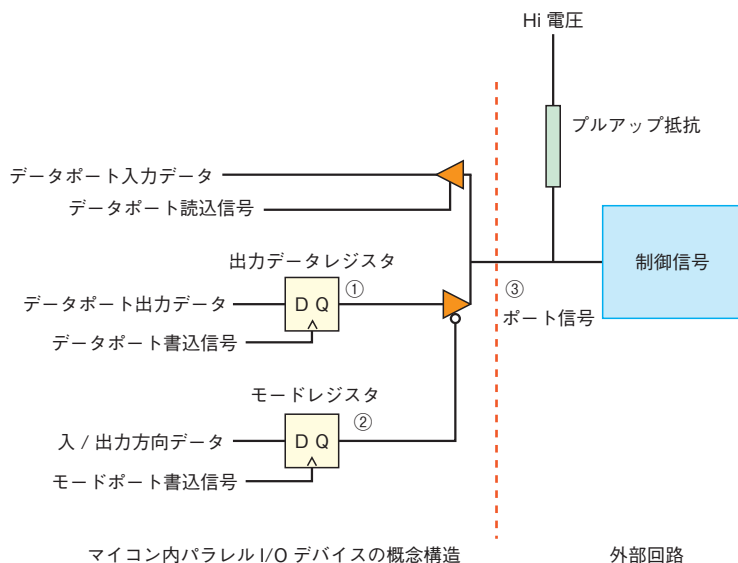 Hi 電圧
プルアップ抵抗
データポート入力データ
データポート読込信号
制御信号
出力データレジスタ
①
③
データポート出力データ
D Q
ポート信号
データポート書込信号
モードレジスタ
②
入 / 出力方向データ
D Q
モードポート書込信号
マイコン内パラレル I/O デバイスの概念構造
外部回路